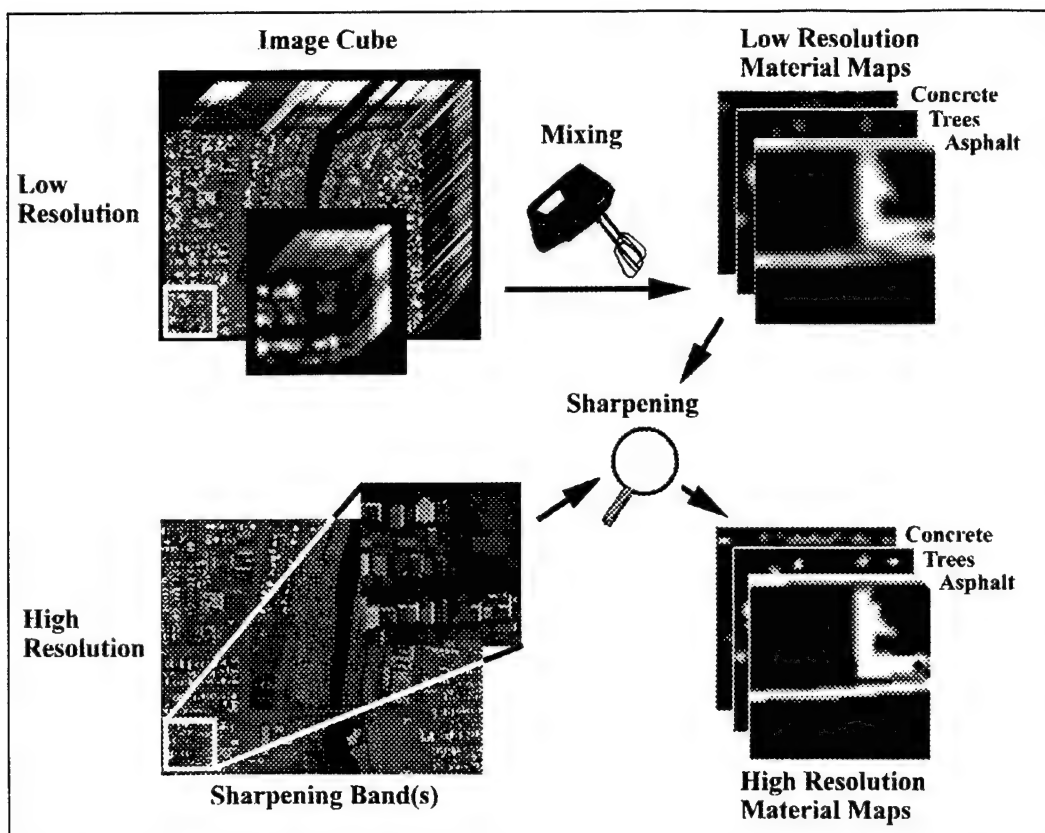 Image Cube
Low Resolution
Material Maps
Concrete
Trees
Asphalt
Mixing
Low
Resolution
Sharpening
High
Resolution
Concrete
Trees
Asphalt
Sharpening Band(s)
High Resolution
Material Maps